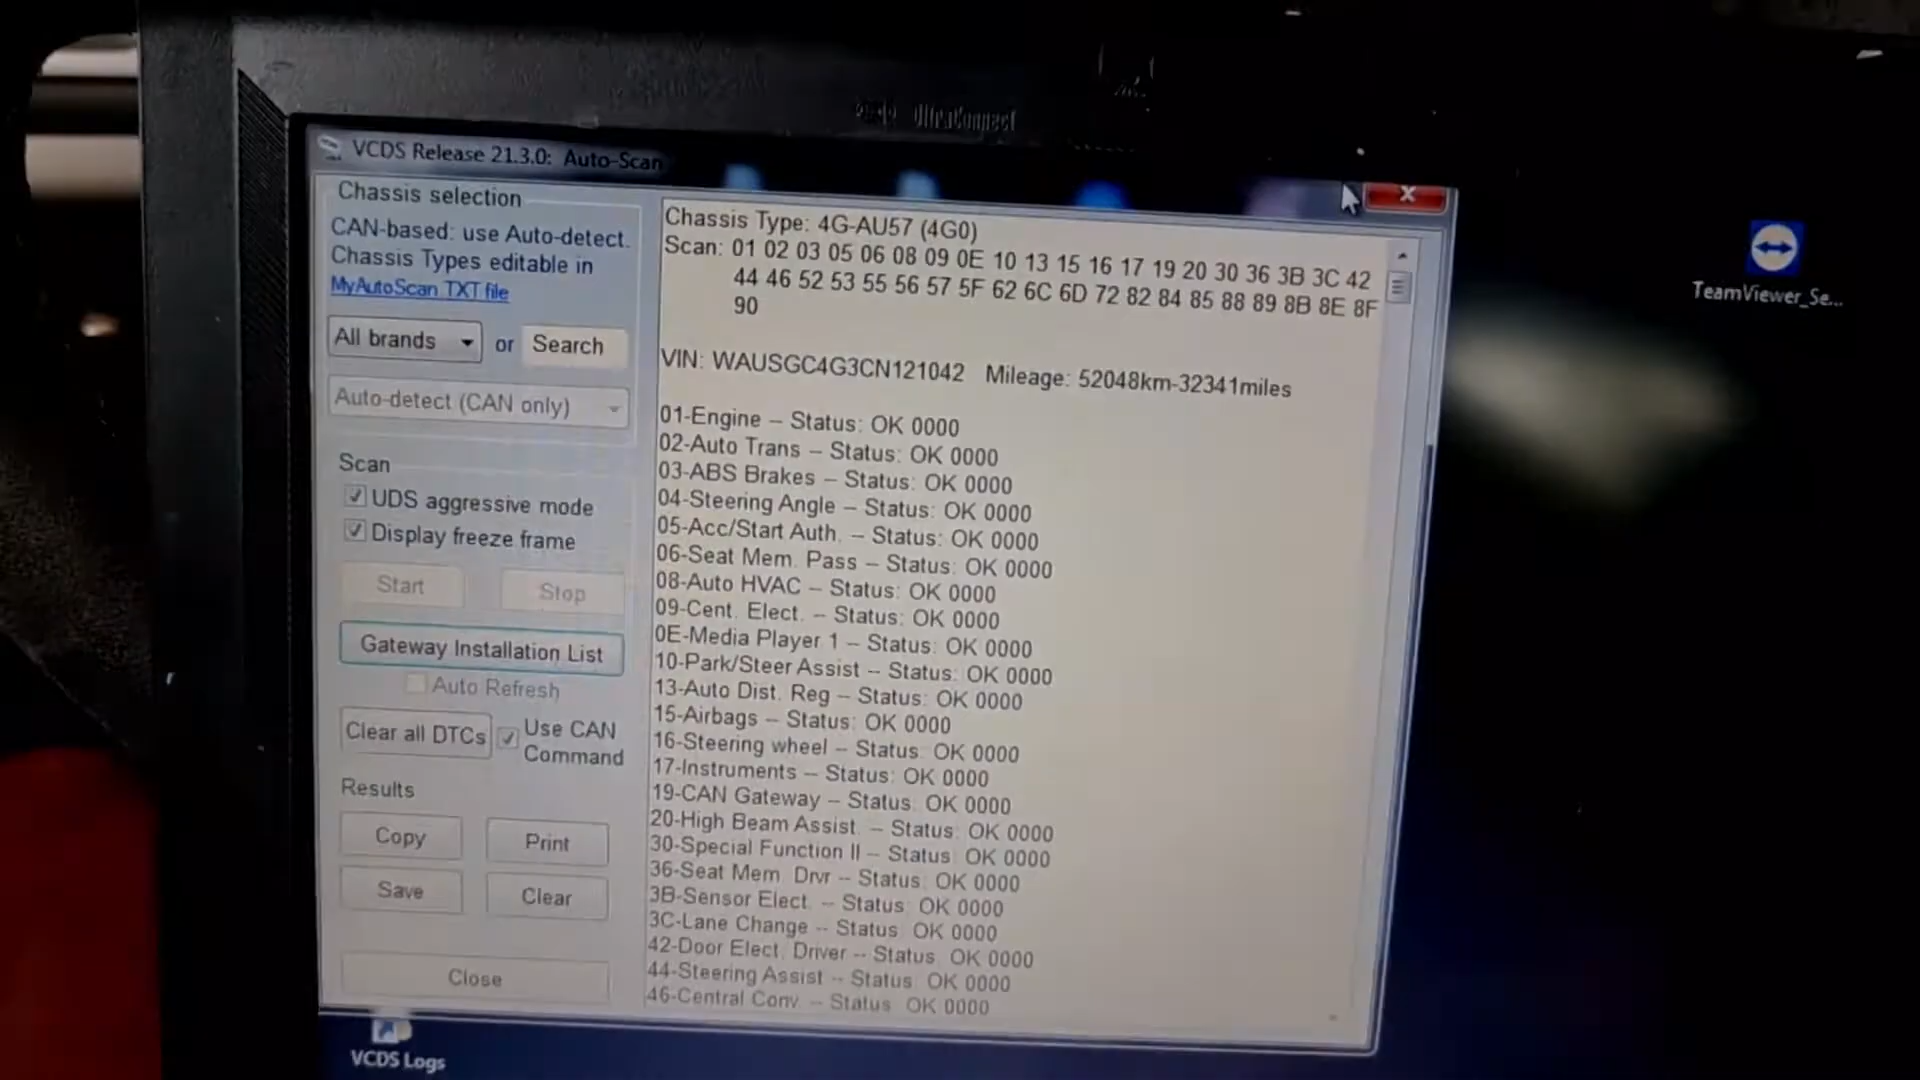 UltraConnect
VCDS Release 21.3.0: Auto-Scan
Chassis selection
CAN-based: use Auto-detect.
Chassis Types editable in
MyAutoScan TXT file
All brands
or
Search
Auto-detect (CAN only)
Scan
UDS aggressive mode
Display freeze frame
Start
Stop
Gateway Installation List
Auto Refresh
Clear all DTCs
Use CAN
Command
Results
Copy
Print
Save
Clear
Close
Chassis Type: 4G-AU57 (4G0)
Scan: 01 02 03 05 06 08 09 0E 10 13 15 16 17 19 20 30 36 3B 3C 42
44 46 52 53 55 56 57 5F 62 6C 6D 72 82 84 85 88 89 8B 8E 8F
90
VIN: WAUSGC4G3CN121042 Mileage: 52048km-32341miles
01-Engine -- Status: OK 0000
02-Auto Trans -- Status: OK 0000
03-ABS Brakes -- Status: OK 0000
04-Steering Angle -- Status: OK 0000
05-Acc/Start Auth. -- Status: OK 0000
06-Seat Mem. Pass -- Status: OK 0000
08-Auto HVAC -- Status: OK 0000
09-Cent. Elect. -- Status: OK 0000
0E-Media Player 1 -- Status: OK 0000
10-Park/Steer Assist -- Status: OK 0000
13-Auto Dist. Reg -- Status: OK 0000
15-Airbags -- Status: OK 0000
16-Steering wheel -- Status: OK 0000
17-Instruments -- Status: OK 0000
19-CAN Gateway -- Status: OK 0000
20-High Beam Assist. -- Status: OK 0000
30-Special Function II -- Status: OK 0000
36-Seat Mem. Drvr -- Status: OK 0000
3B-Sensor Elect. -- Status: OK 0000
3C-Lane Change -- Status: OK 0000
42-Door Elect, Driver -- Status: OK 0000
44-Steering Assist -- Status: OK 0000
46-Central Conv. -- Status: OK 0000
TeamViewer_Se...
VCDS Logs